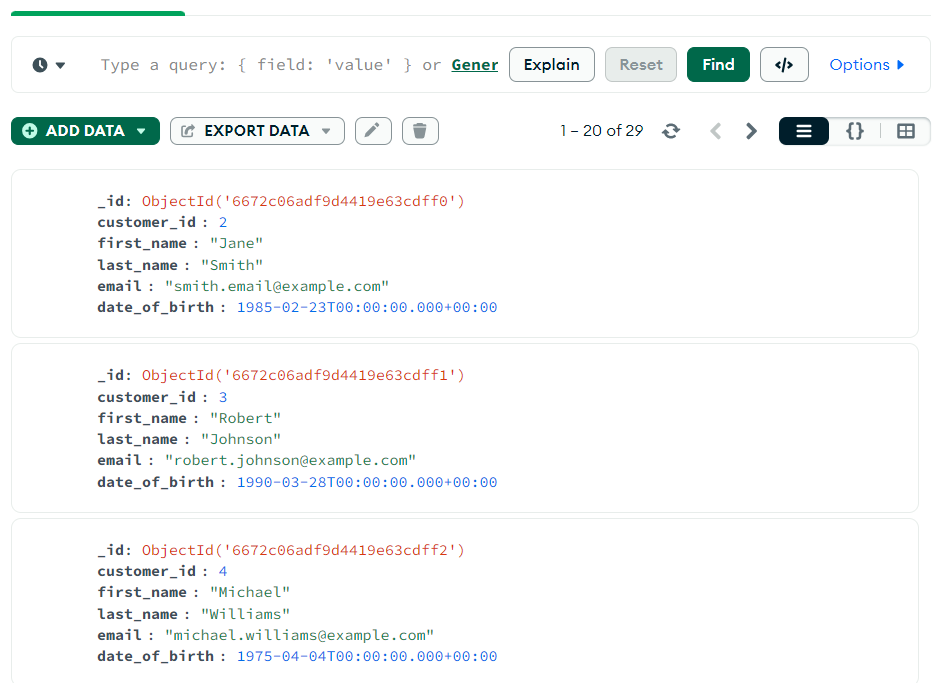 Type a query: { field: 'value' } or Gener Explain Reset Find </> Options
ADD DATA EXPORT DATA 1 – 20 of 29 {}
_id: ObjectId('6672c06adf9d4419e63cdff0')
customer_id : 2
first_name : "Jane"
last_name : "Smith"
email : "smith.email@example.com"
date_of_birth : 1985-02-23T00:00:00.000+00:00
_id: ObjectId('6672c06adf9d4419e63cdff1')
customer_id : 3
first_name : "Robert"
last_name : "Johnson"
email : "robert.johnson@example.com"
date_of_birth : 1990-03-28T00:00:00.000+00:00
_id: ObjectId('6672c06adf9d4419e63cdff2')
customer_id : 4
first_name : "Michael"
last_name : "Williams"
email : "michael.williams@example.com"
date_of_birth : 1975-04-04T00:00:00.000+00:00